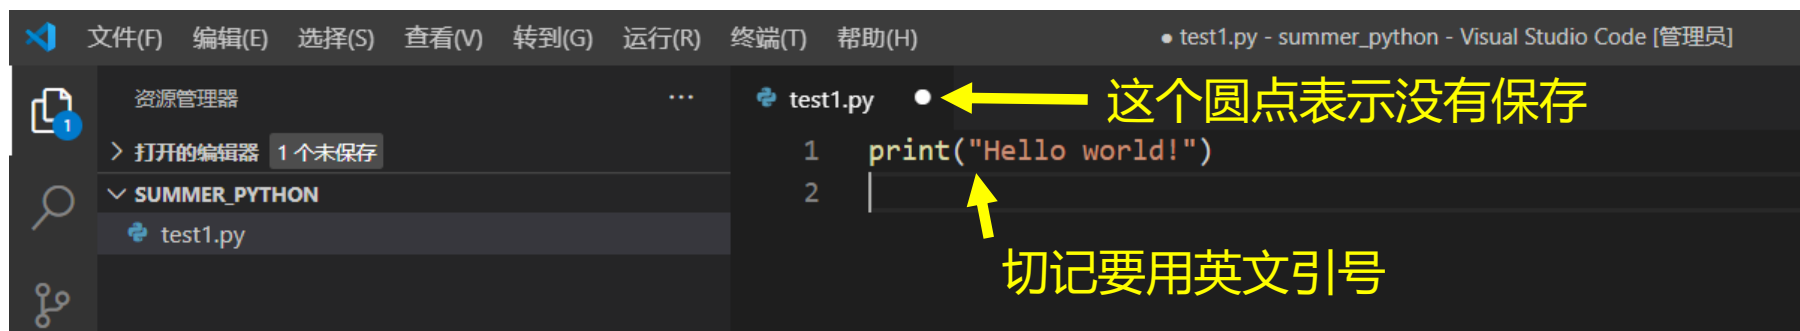 文件(F) 编辑(E) 选择(S) 查看(V) 转到(G) 运行(R) 终端(T) 帮助(H) ● test1.py - summer_python - Visual Studio Code [管理员]
资源管理器 ···
test1.py ● 这个圆点表示没有保存
打开的编辑器 1 个未保存
1 print("Hello world!")
SUMMER_PYTHON
2
test1.py
切记要用英文引号
1